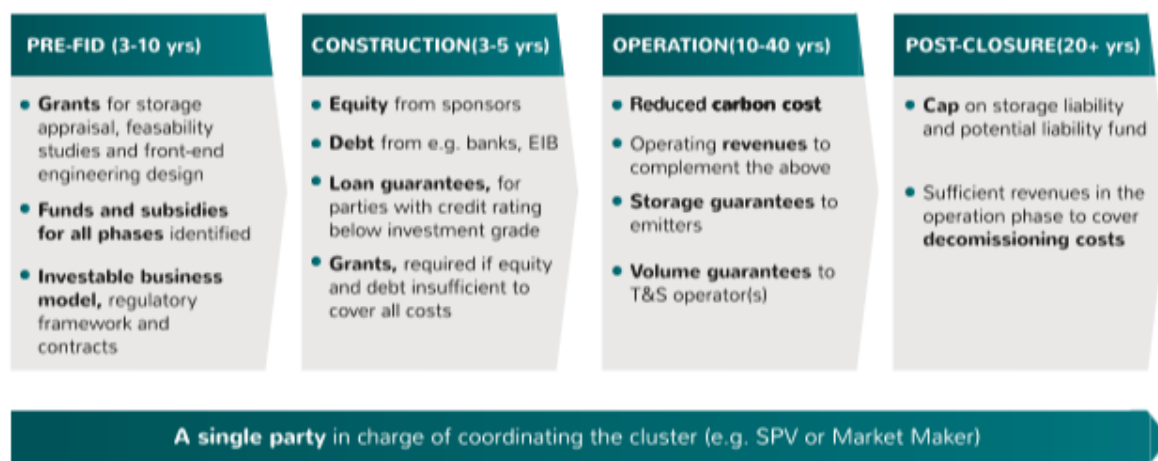 PRE-FID (3-10 yrs)
• Grants for storage
appraisal, feasability
studies and front-end
engineering design
• Funds and subsidies
for all phases identified
• Investable business
model, regulatory
framework and
contracts
CONSTRUCTION(3-5 yrs)
• Equity from sponsors
• Debt from e.g. banks, EIB
• Loan guarantees, for
parties with credit rating
below investment grade
• Grants, required if equity
and debt insufficient to
cover all costs
OPERATION(10-40 yrs)
• Reduced carbon cost
• Operating revenues to
complement the above
• Storage guarantees to
emitters
• Volume guarantees to
T&S operator(s)
POST-CLOSURE(20+ yrs)
• Cap on storage liability
and potential liability fund
• Sufficient revenues in the
operation phase to cover
decomissioning costs
A single party in charge of coordinating the cluster (e.g. SPV or Market Maker)